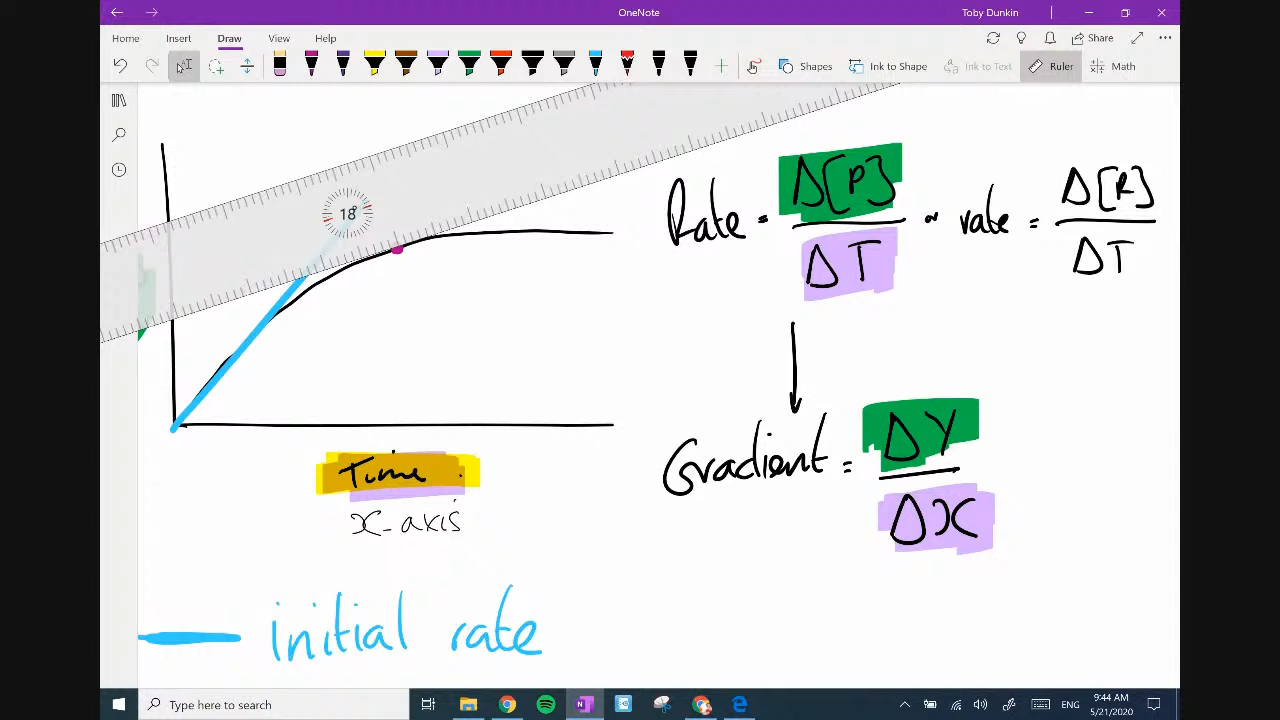 OneNote
Toby Dunkin
Home Insert Draw View Help
Share
Shapes Ink to Shape Ink to Text Ruler Math
18
Rate = Δ[P] / ΔT or rate = Δ[R] / ΔT
Gradient = ΔY / Δx
Time
x-axis
initial rate
Type here to search
ENG
9:44 AM
5/21/2020